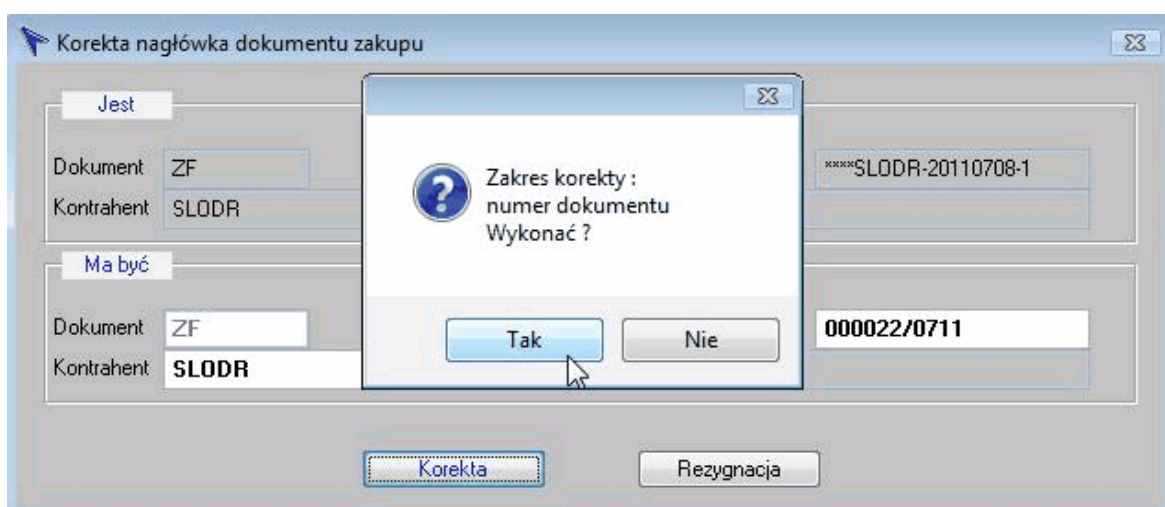 Korekta nagłówka dokumentu zakupu
Jest
Dokument ZF ****SLODR-20110708-1
Kontrahent SLODR
Zakres korekty :
numer dokumentu
Wykonać ?
Tak Nie
Ma być
Dokument ZF 000022/0711
Kontrahent SLODR
Korekta Rezygnacja